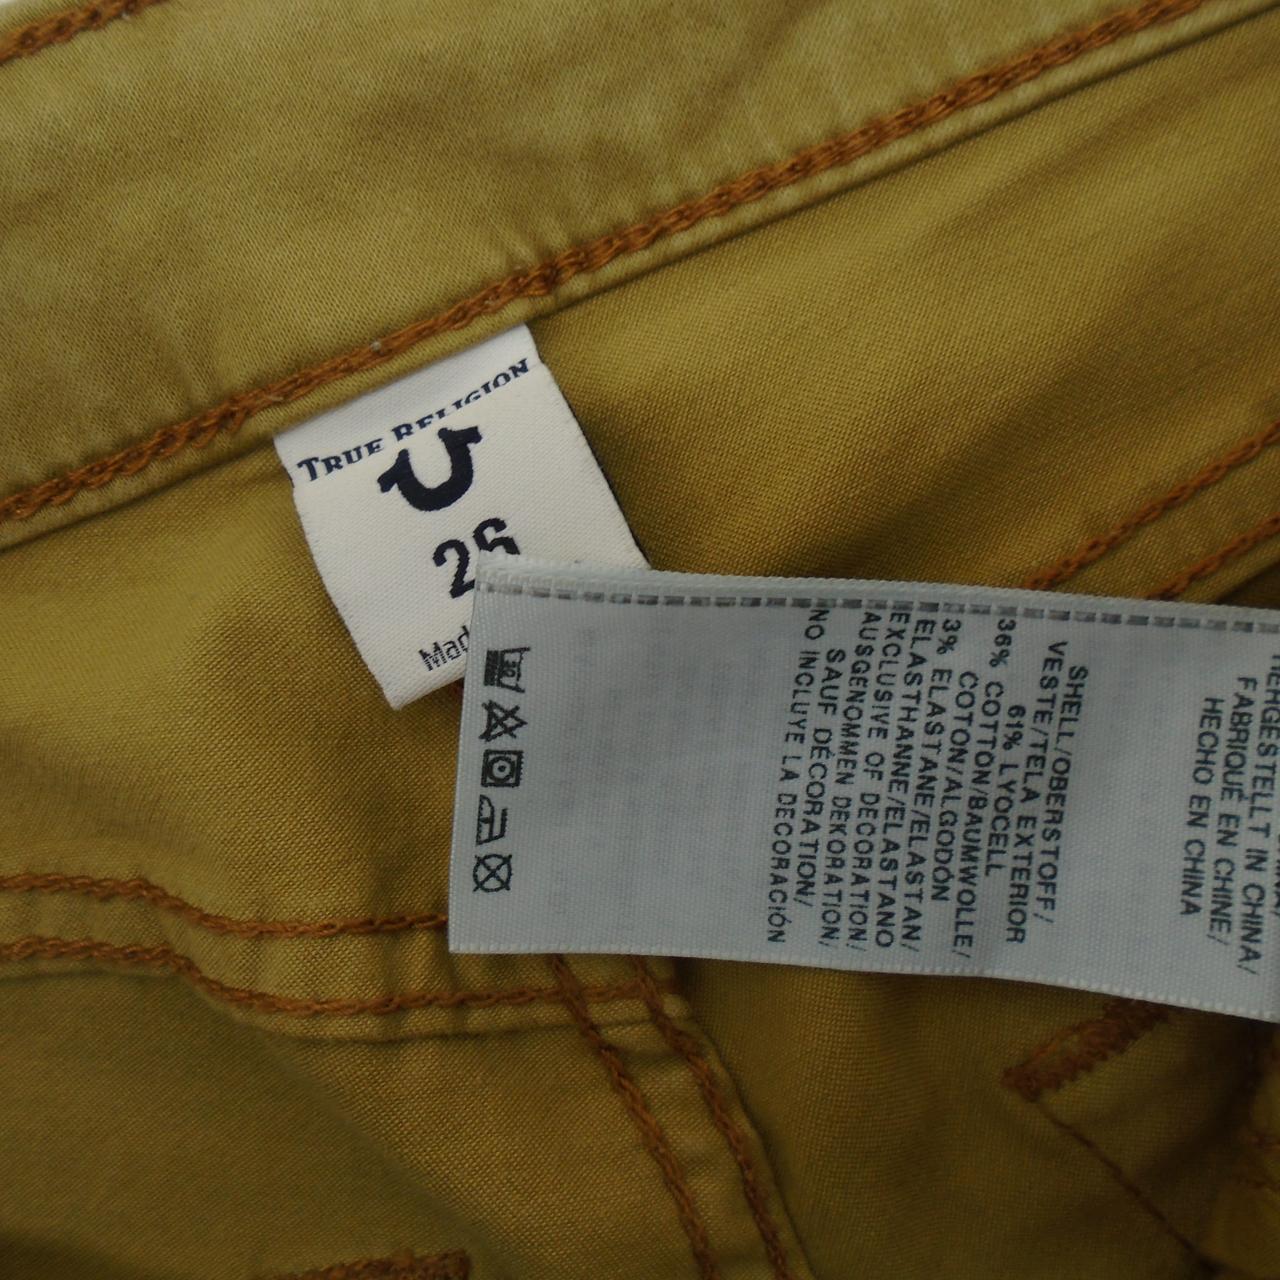 TRUE RELIGION
26
Mad
HERGESTELLT IN CHINA/
FABRIQUÉ EN CHINE/
HECHO EN CHINA
SHELL/OBERSTOFF/
VESTE/TELA EXTERIOR
61% LYOCELL
36% COTTON/BAUMWOLLE/
COTON/ALGODÓN
3% ELASTANE/ELASTAN/
ELASTHANNE/ELASTANO
EXCLUSIVE OF DECORATION/
AUSGENOMMEN DEKORATION/
SAUF DÉCORATION/
NO INCLUYE LA DECORACIÓN